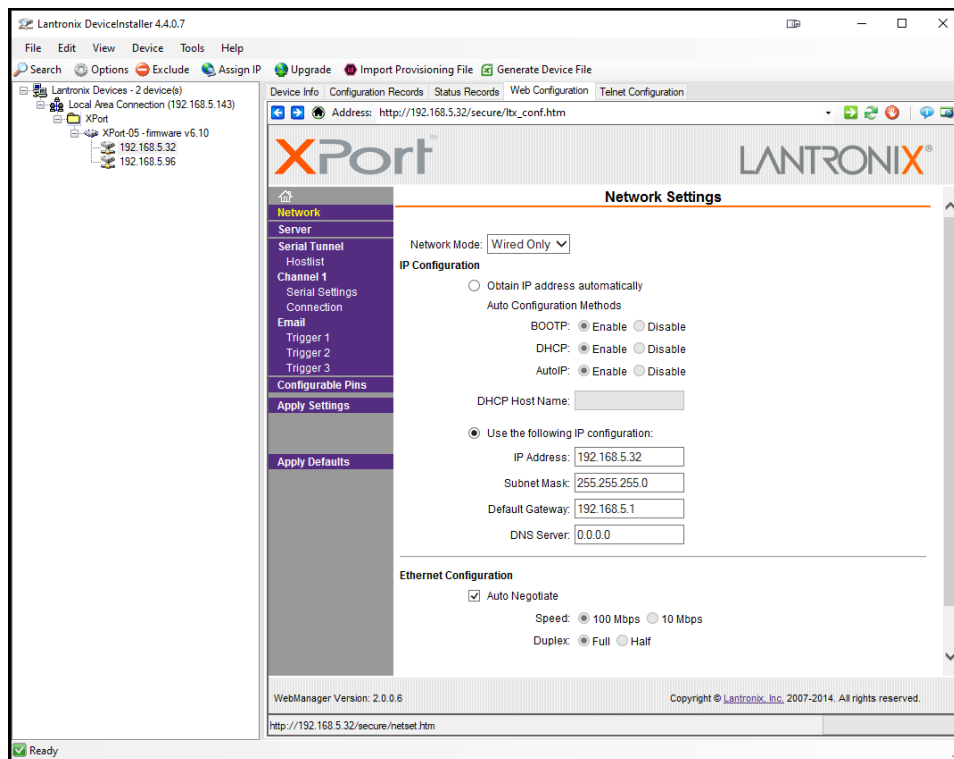 Lantronix DeviceInstaller 4.4.0.7
File Edit View Device Tools Help
Search Options Exclude Assign IP Upgrade Import Provisioning File Generate Device File
Lantronix Devices - 2 device(s)
Local Area Connection (192.168.5.143)
XPort
XPort-05 - firmware v6.10
192.168.5.32
192.168.5.96
Device Info Configuration Records Status Records Web Configuration Telnet Configuration
Address: http://192.168.5.32/secure/ltx_conf.htm
XPort™
LANTRONIX®
Network
Server
Serial Tunnel
Hostlist
Channel 1
Serial Settings
Connection
Email
Trigger 1
Trigger 2
Trigger 3
Configurable Pins
Apply Settings
Apply Defaults
Network Settings
Network Mode: Wired Only
IP Configuration
Obtain IP address automatically
Auto Configuration Methods
BOOTP: Enable Disable
DHCP: Enable Disable
AutoIP: Enable Disable
DHCP Host Name:
Use the following IP configuration:
IP Address: 192.168.5.32
Subnet Mask: 255.255.255.0
Default Gateway: 192.168.5.1
DNS Server: 0.0.0.0
Ethernet Configuration
Auto Negotiate
Speed: 100 Mbps 10 Mbps
Duplex: Full Half
WebManager Version: 2.0.0.6
Copyright © Lantronix, Inc. 2007-2014. All rights reserved.
http://192.168.5.32/secure/netset.htm
Ready